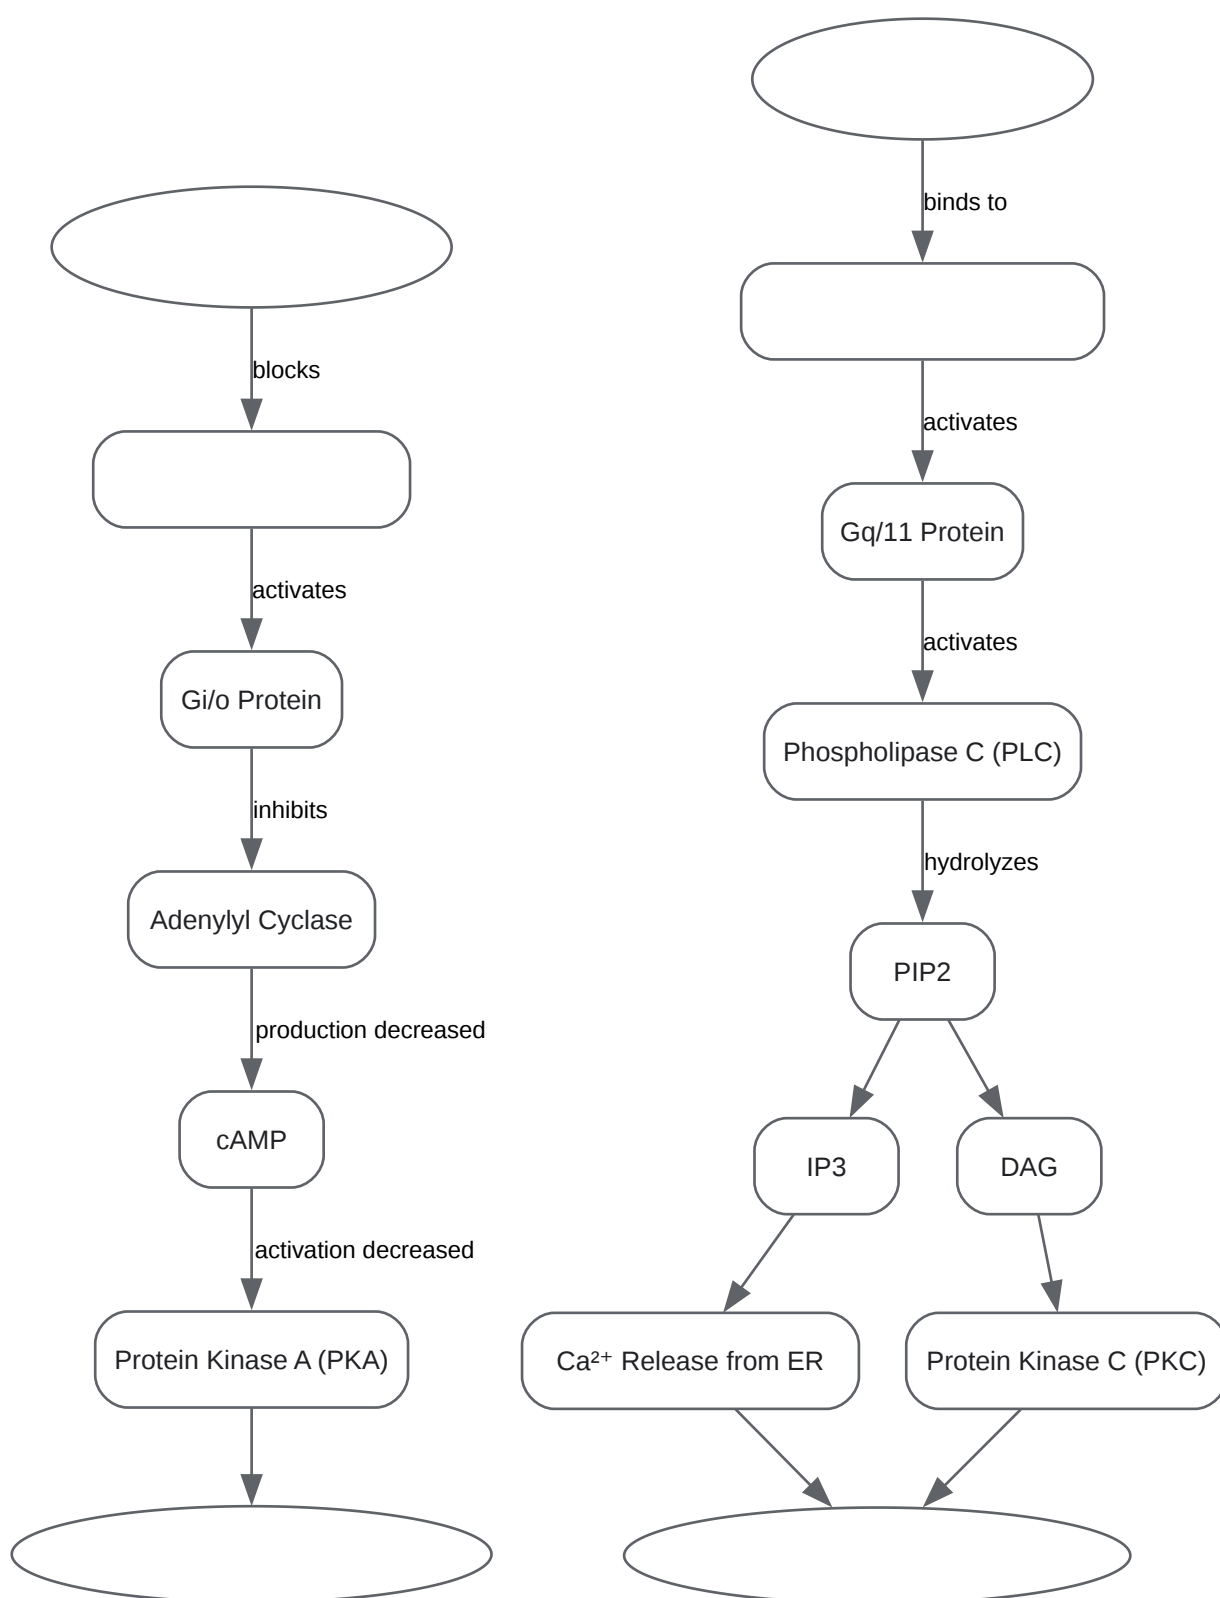 blocks
activates
Gi/o Protein
inhibits
Adenylyl Cyclase
production decreased
cAMP
activation decreased
Protein Kinase A (PKA)
binds to
activates
Gq/11 Protein
activates
Phospholipase C (PLC)
hydrolyzes
PIP2
IP3
DAG
Ca²⁺ Release from ER
Protein Kinase C (PKC)